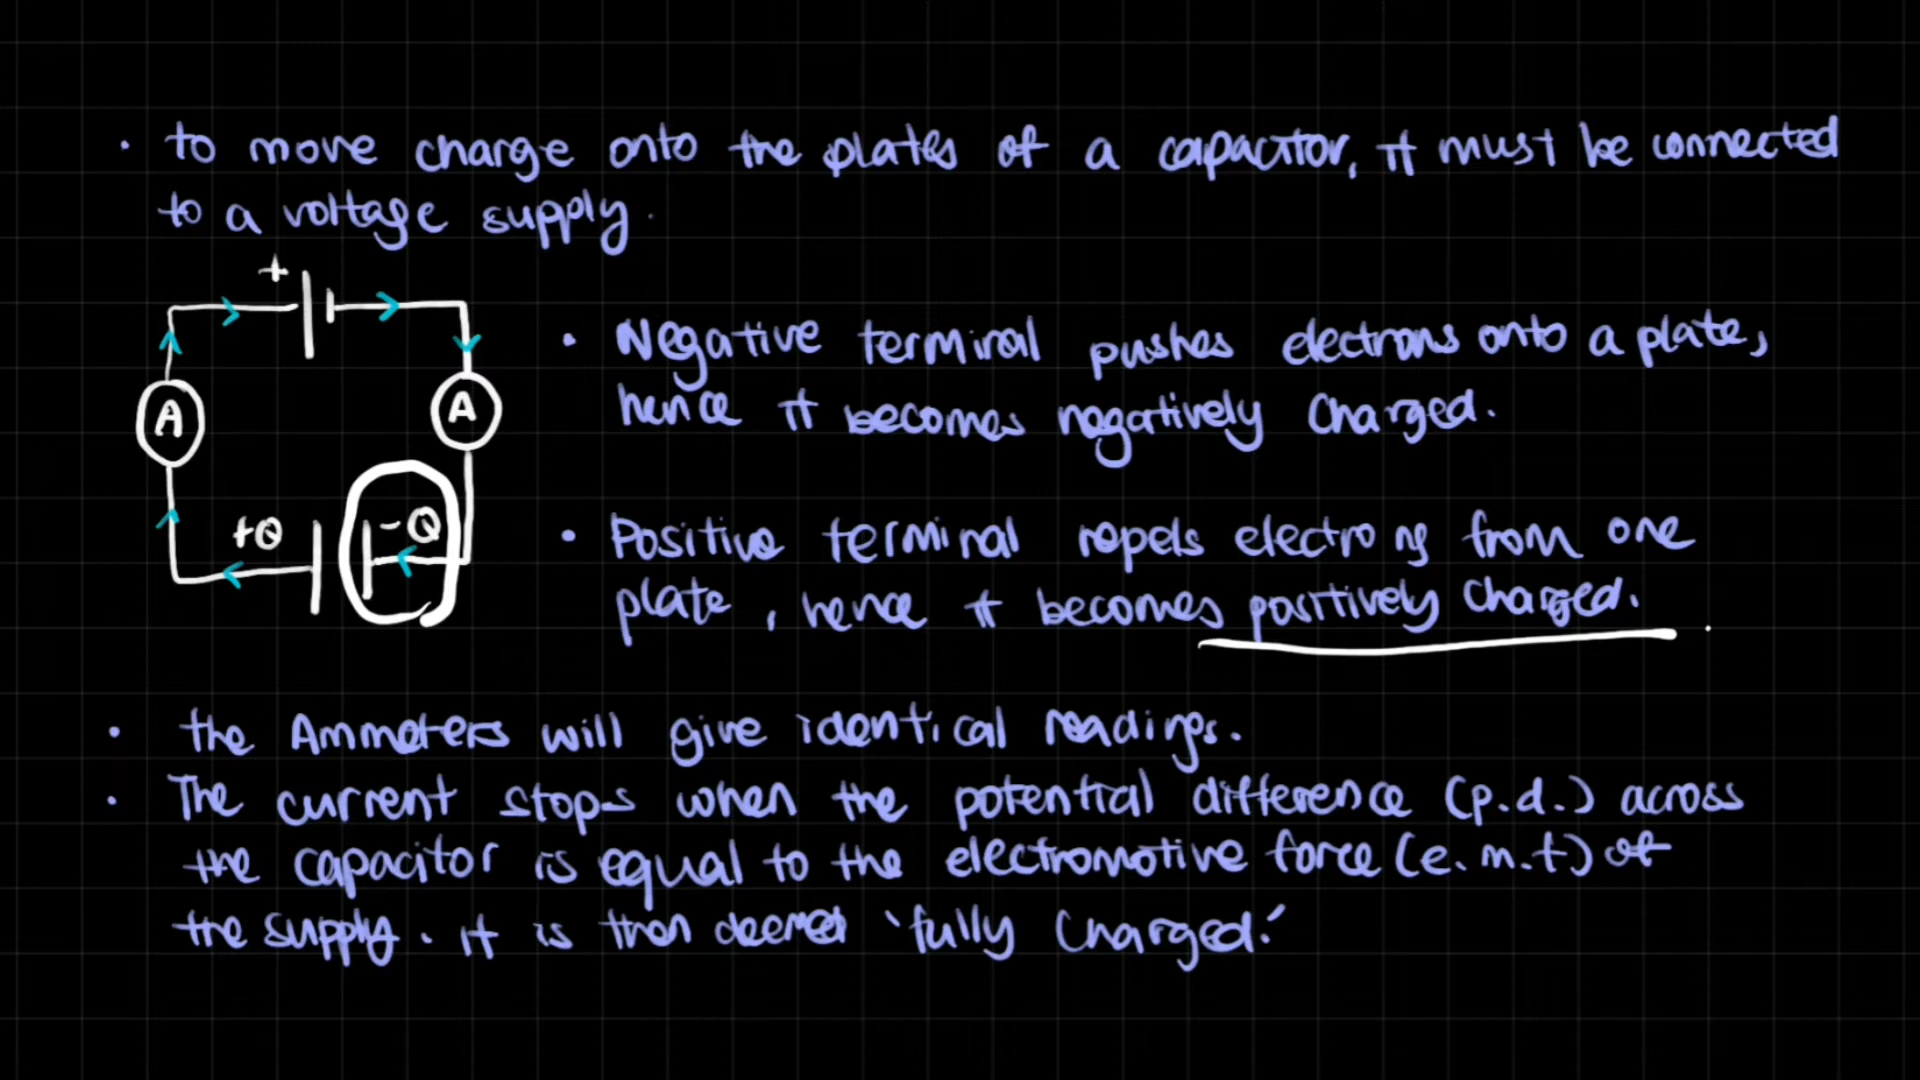 • to move charge onto the plates of a capacitor, it must be connected
to a voltage supply.
+
A
A
+Q
-Q
• Negative terminal pushes electrons onto a plate,
hence it becomes negatively charged.
• Positive terminal repels electrons from one
plate, hence it becomes positively charged.
• the Ammeters will give identical readings.
• The current stops when the potential difference (p.d.) across
the capacitor is equal to the electromotive force (e.m.f) of
the supply. it is then deemed 'fully charged.'